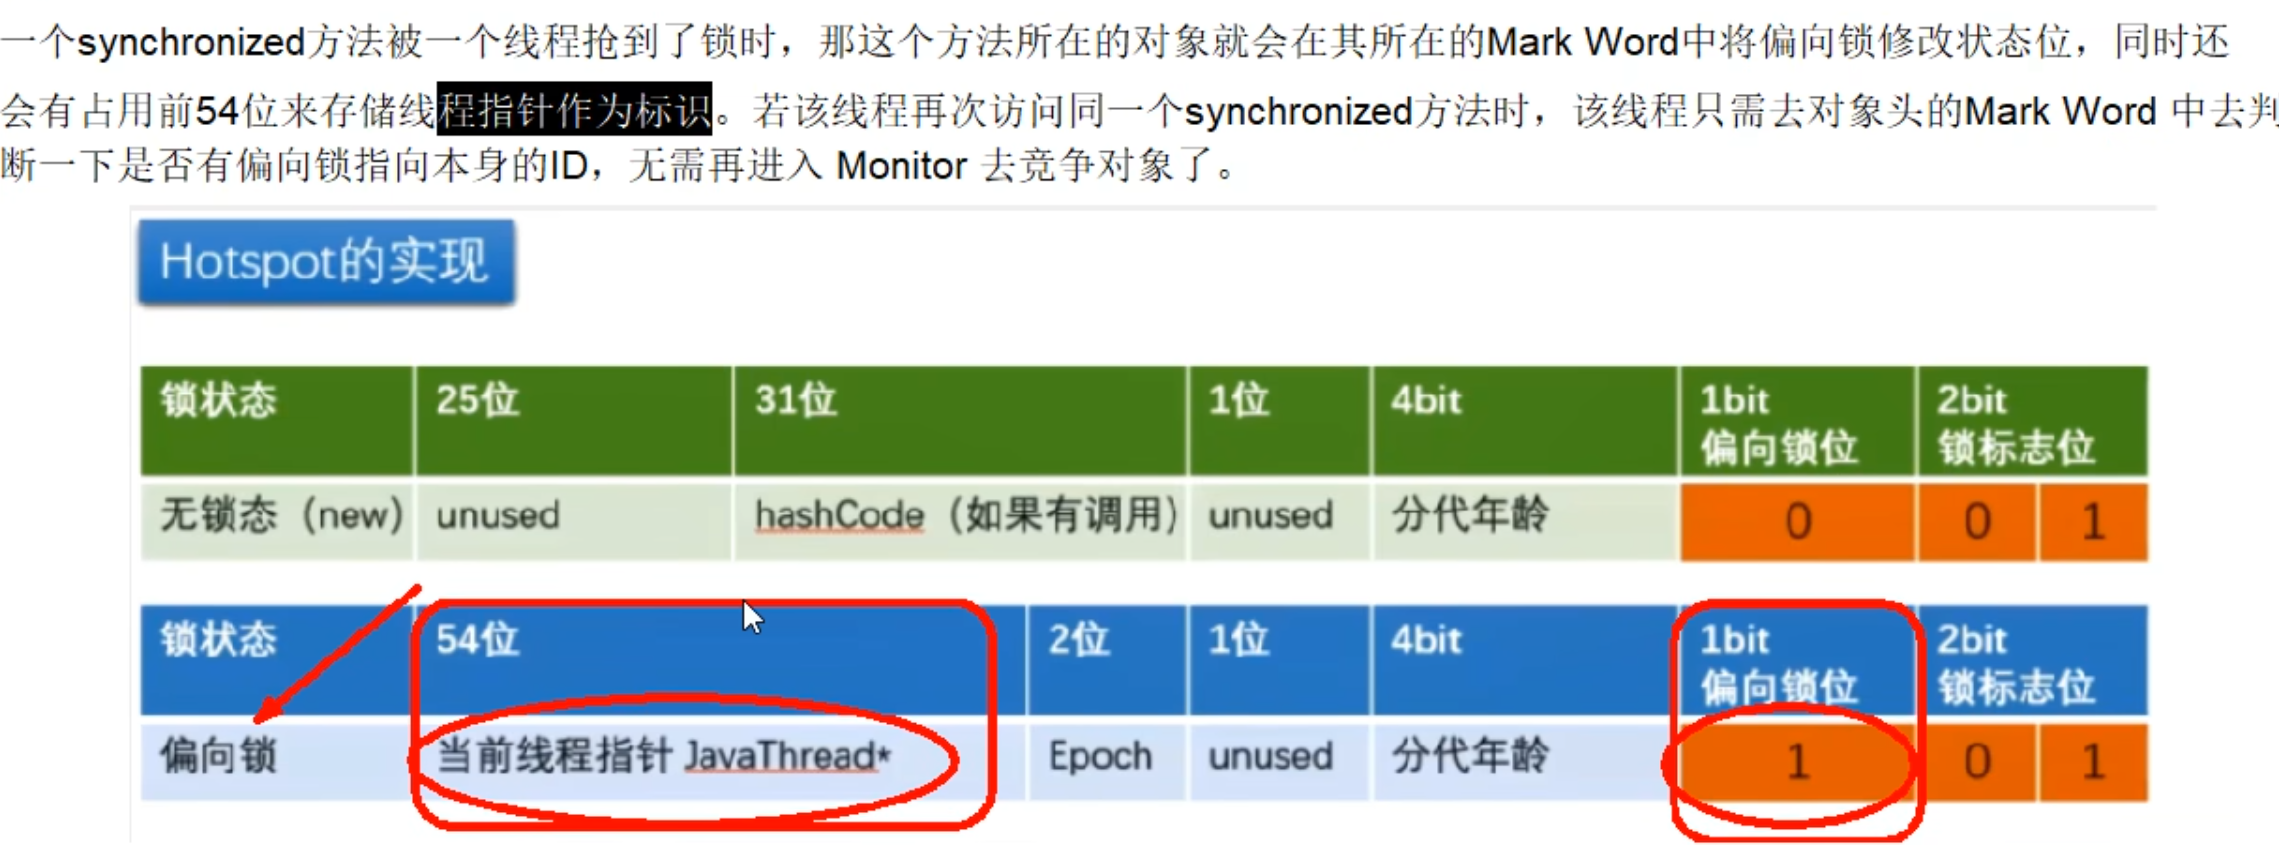 一个synchronized方法被一个线程抢到了锁时，那这个方法所在的对象就会在其所在的Mark Word中将偏向锁修改状态位，同时还
会有占用前54位来存储线程指针作为标识。若该线程再次访问同一个synchronized方法时，该线程只需去对象头的Mark Word 中去判
断一下是否有偏向锁指向本身的ID，无需再进入 Monitor 去竞争对象了。
Hotspot的实现
锁状态 25位 31位 1位 4bit 1bit 2bit
偏向锁位 锁标志位
无锁态（new） unused hashCode（如果有调用） unused 分代年龄 0 0 1
锁状态 54位 2位 1位 4bit 1bit 2bit
偏向锁位 锁标志位
偏向锁 当前线程指针 JavaThread* Epoch unused 分代年龄 1 0 1